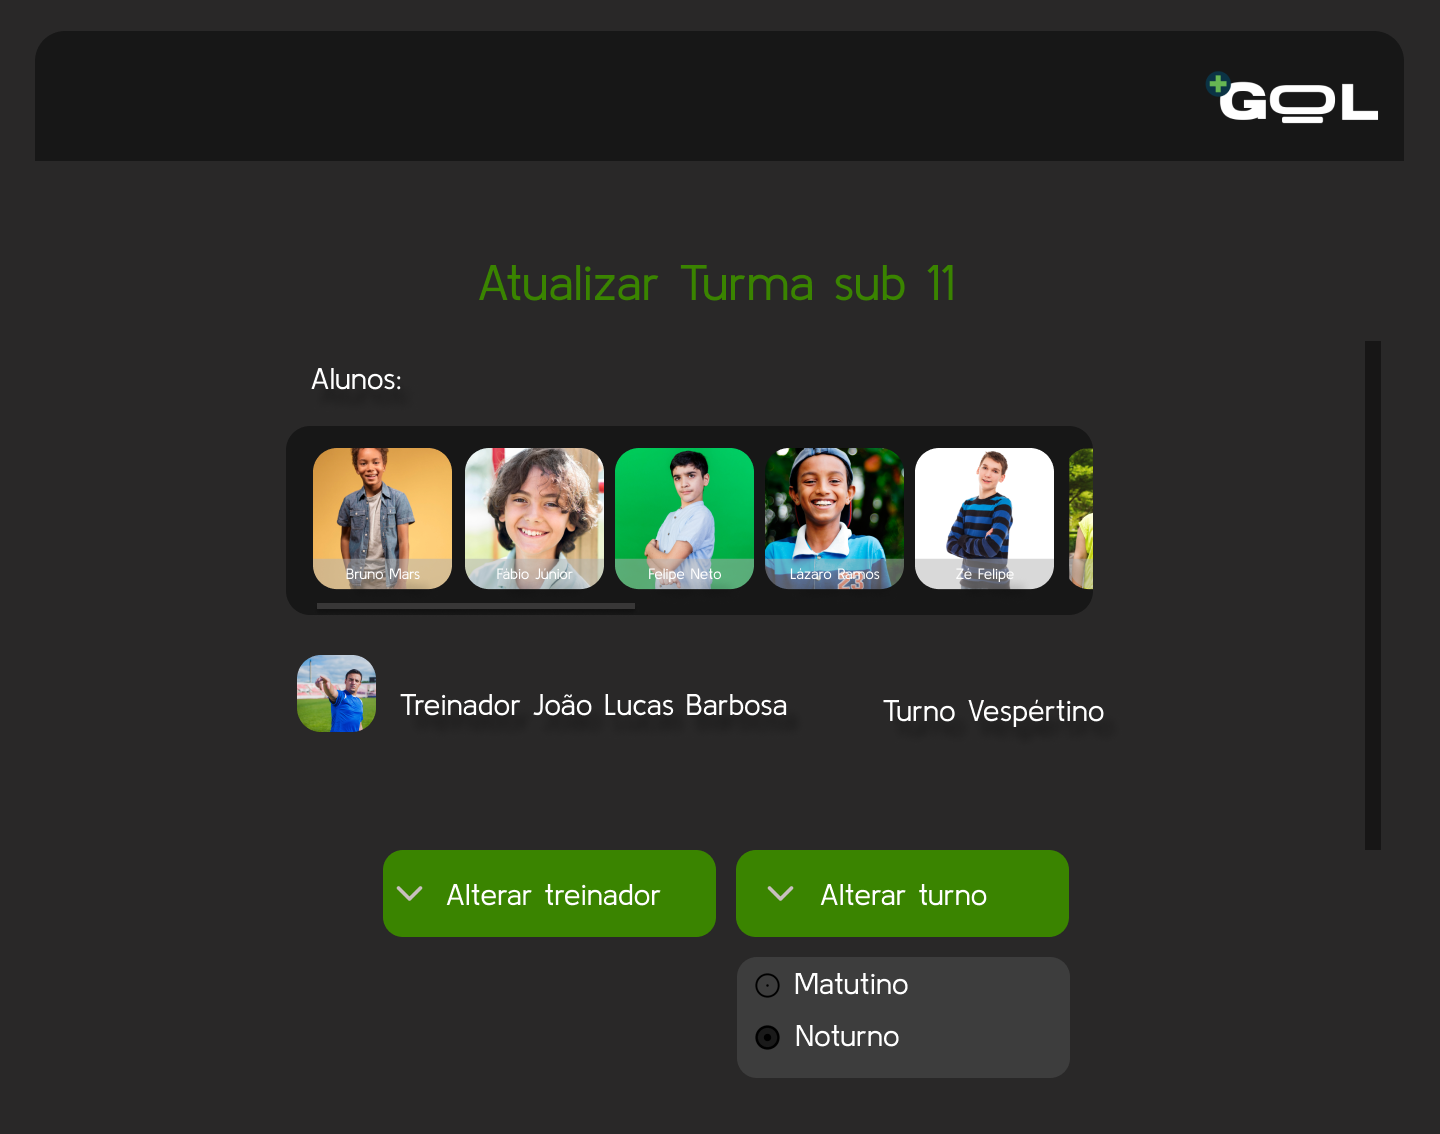 GOL
Atualizar Turma sub 11
Alunos:
Bruno Mars
Fábio Júnior
Felipe Neto
Lázaro Ramos
Zé Felipe
23
Treinador João Lucas Barbosa
Turno Vespértino
Alterar treinador
Alterar turno
Matutino
Noturno